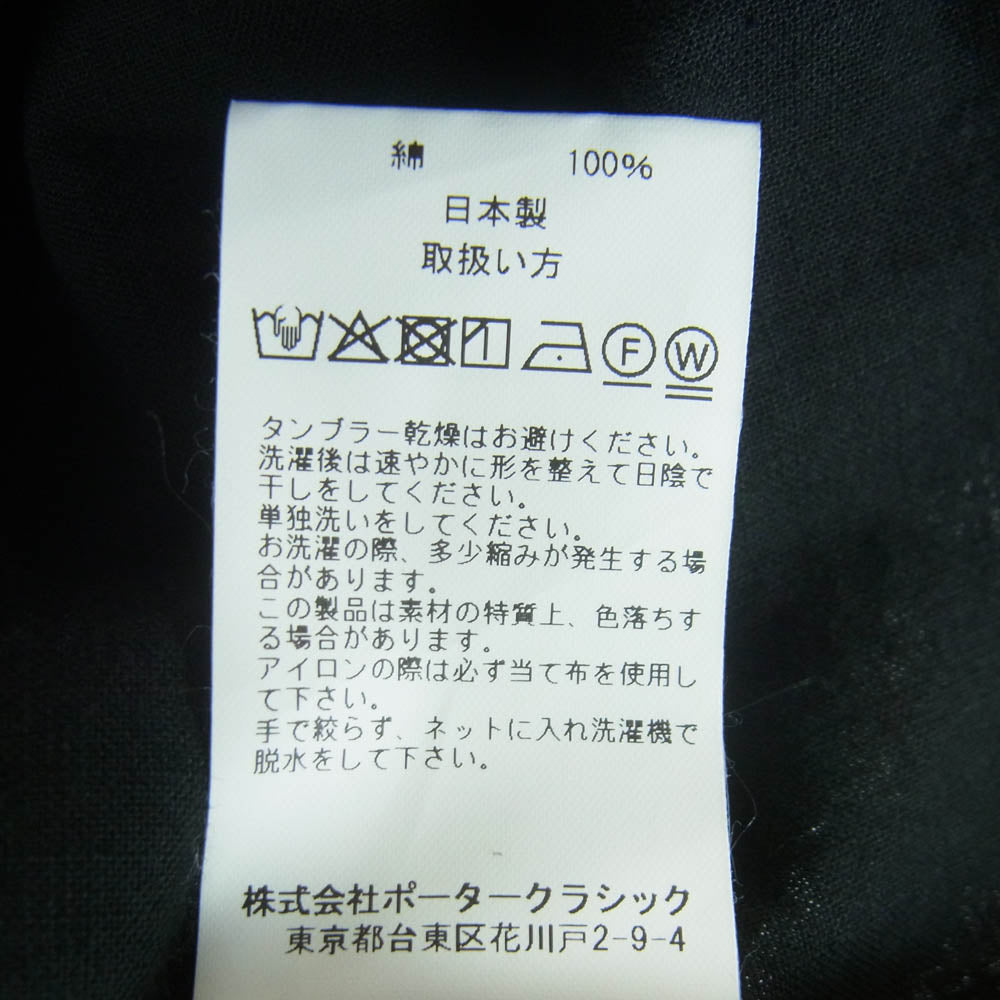 綿 100%
日本製
取扱い方
F W
タンブラー乾燥はお避けください。
洗濯後は速やかに形を整えて日陰で
干しをしてください。
単独洗いをしてください。
お洗濯の際、多少縮みが発生する場
合があります。
この製品は素材の特質上、色落ちす
る場合があります。
アイロンの際は必ず当て布を使用し
て下さい。
手で絞らず、ネットに入れ洗濯機で
脱水をして下さい。
株式会社ポータークラシック
東京都台東区花川戸2-9-4